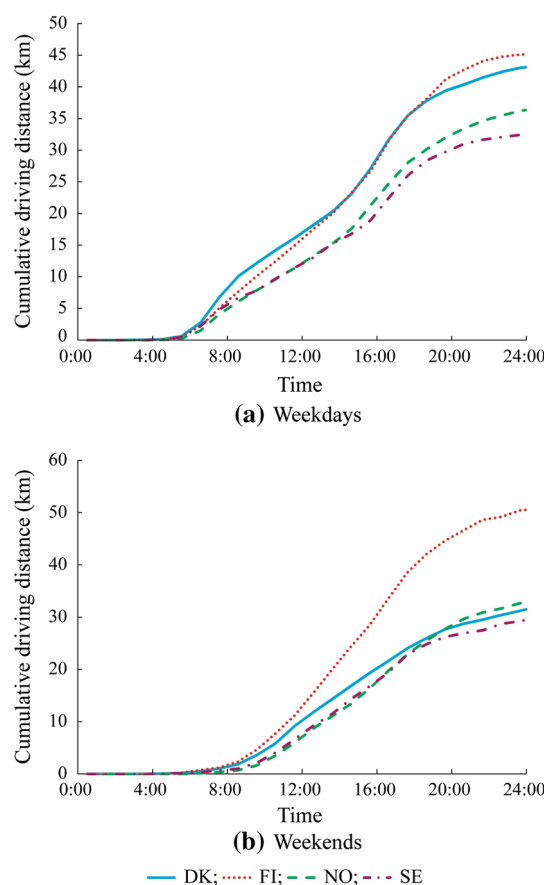 50
45
40
35
30
25
20
15
10
5
0
Cumulative driving distance (km)
0:00 4:00 8:00 12:00 16:00 20:00 24:00
Time
(a) Weekdays
60
50
40
30
20
10
0
Cumulative driving distance (km)
0:00 4:00 8:00 12:00 16:00 20:00 24:00
Time
(b) Weekends
DK; FI; NO; SE